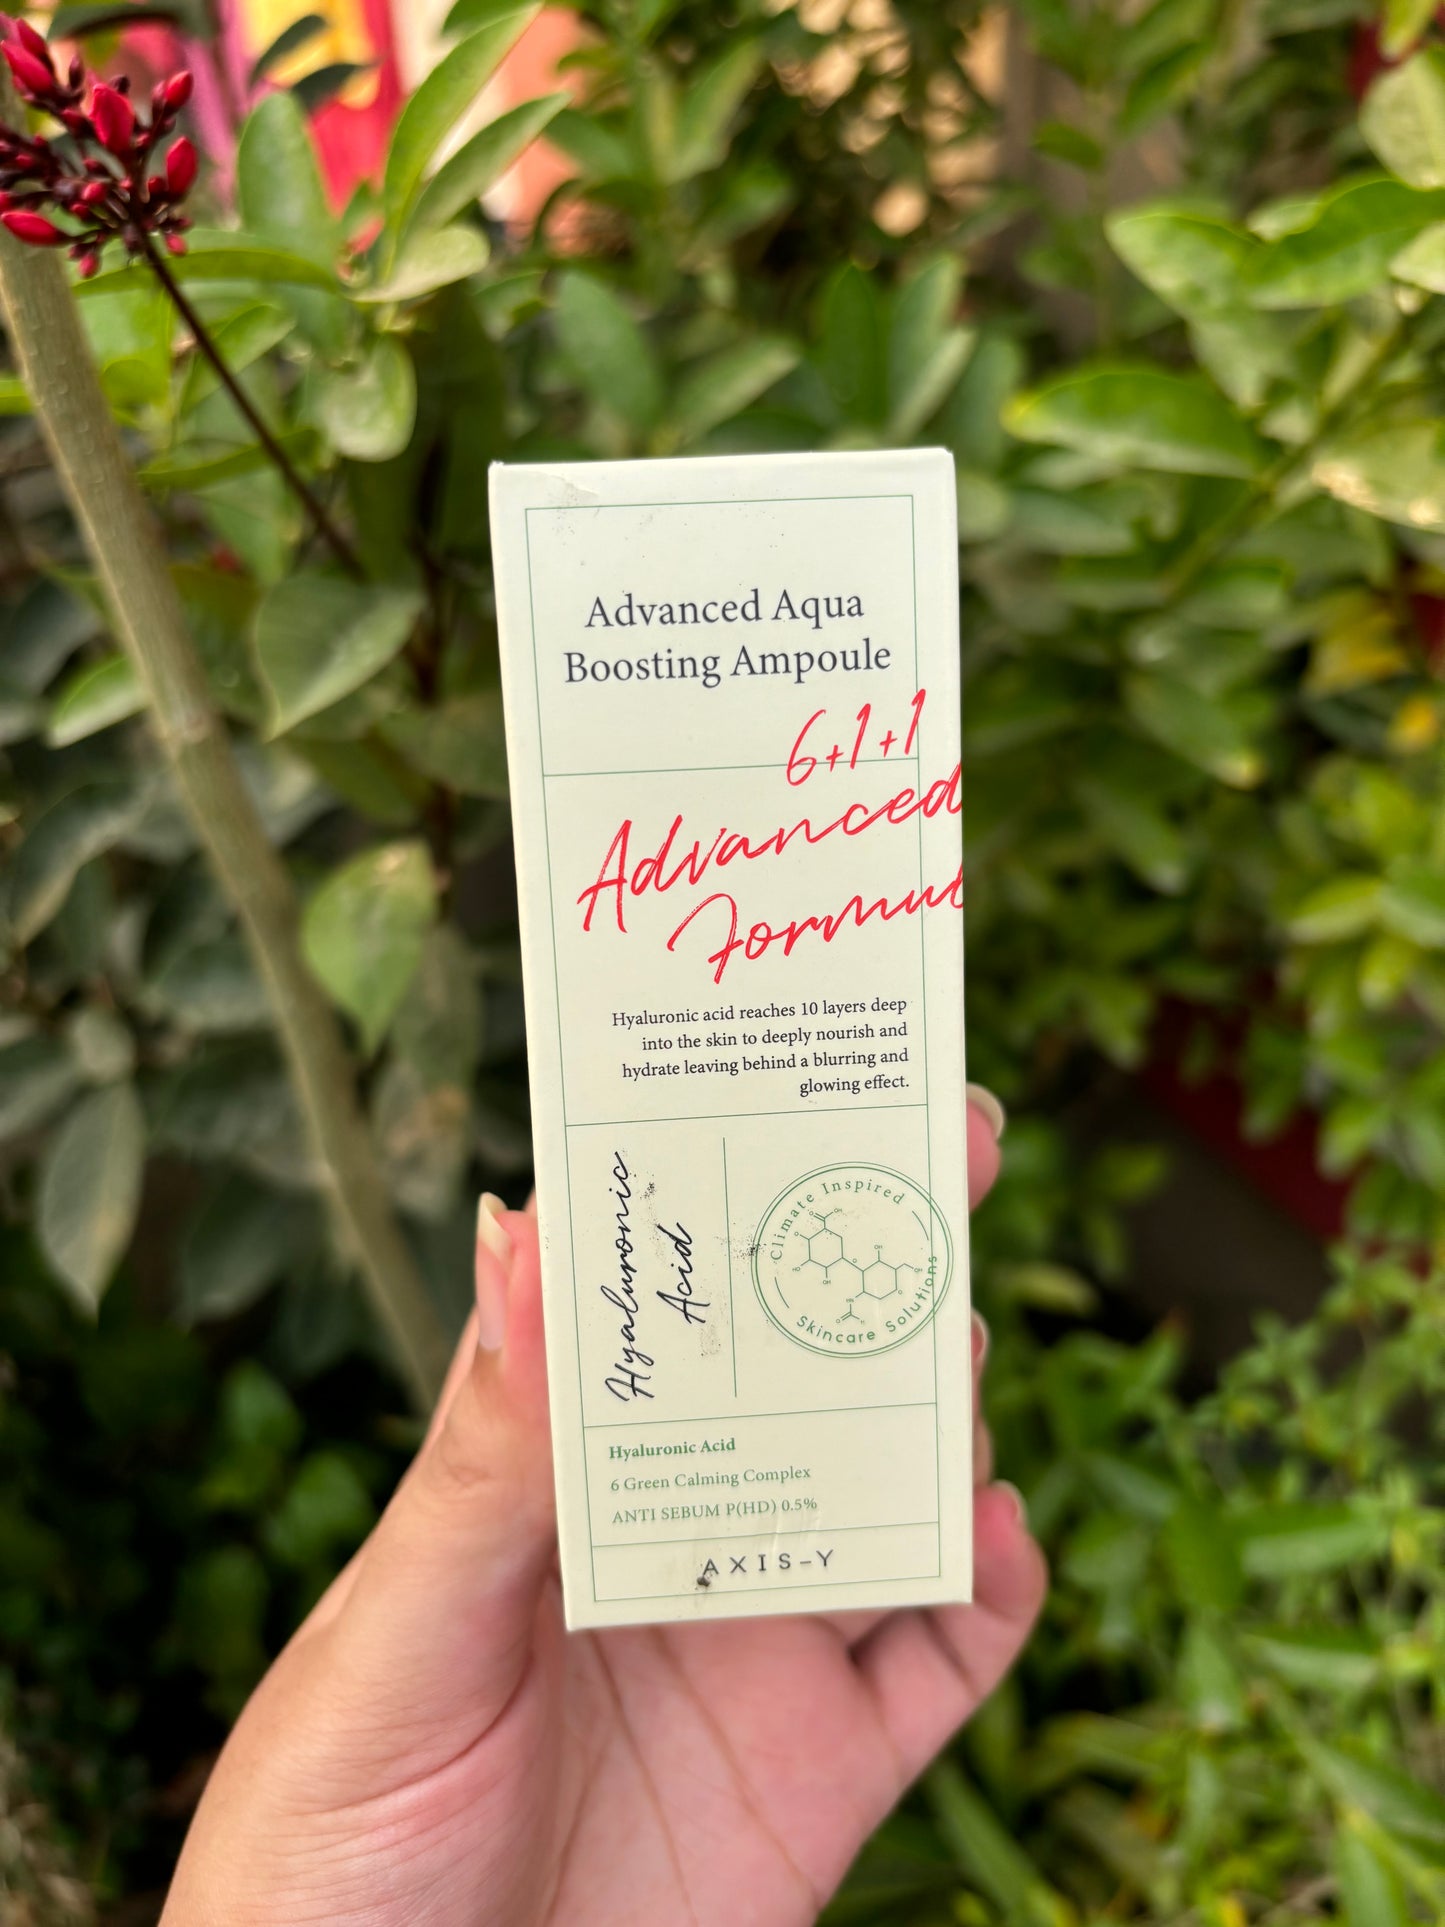 Advanced Aqua
Boosting Ampoule
6+1+1
Advanced
Formul
Hyaluronic acid reaches 10 layers deep
into the skin to deeply nourish and
hydrate leaving behind a blurring and
glowing effect.
Hyaluronic
Acid
Climate Inspired
Skincare Solutions
Hyaluronic Acid
6 Green Calming Complex
ANTI SEBUM P(HD) 0.5%
AXIS-Y